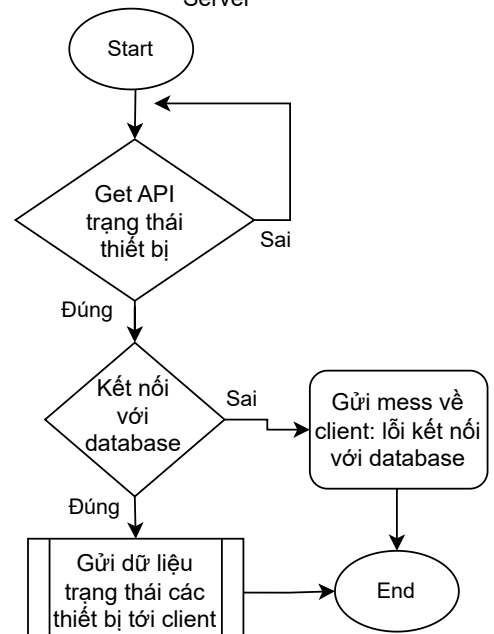 Server
Start
Get API
trạng thái
thiết bị
Sai
Đúng
Kết nối
với
database
Sai
Gửi mess về
client: lỗi kết nối
với database
Đúng
Gửi dữ liệu
trạng thái các
thiết bị tới client
End